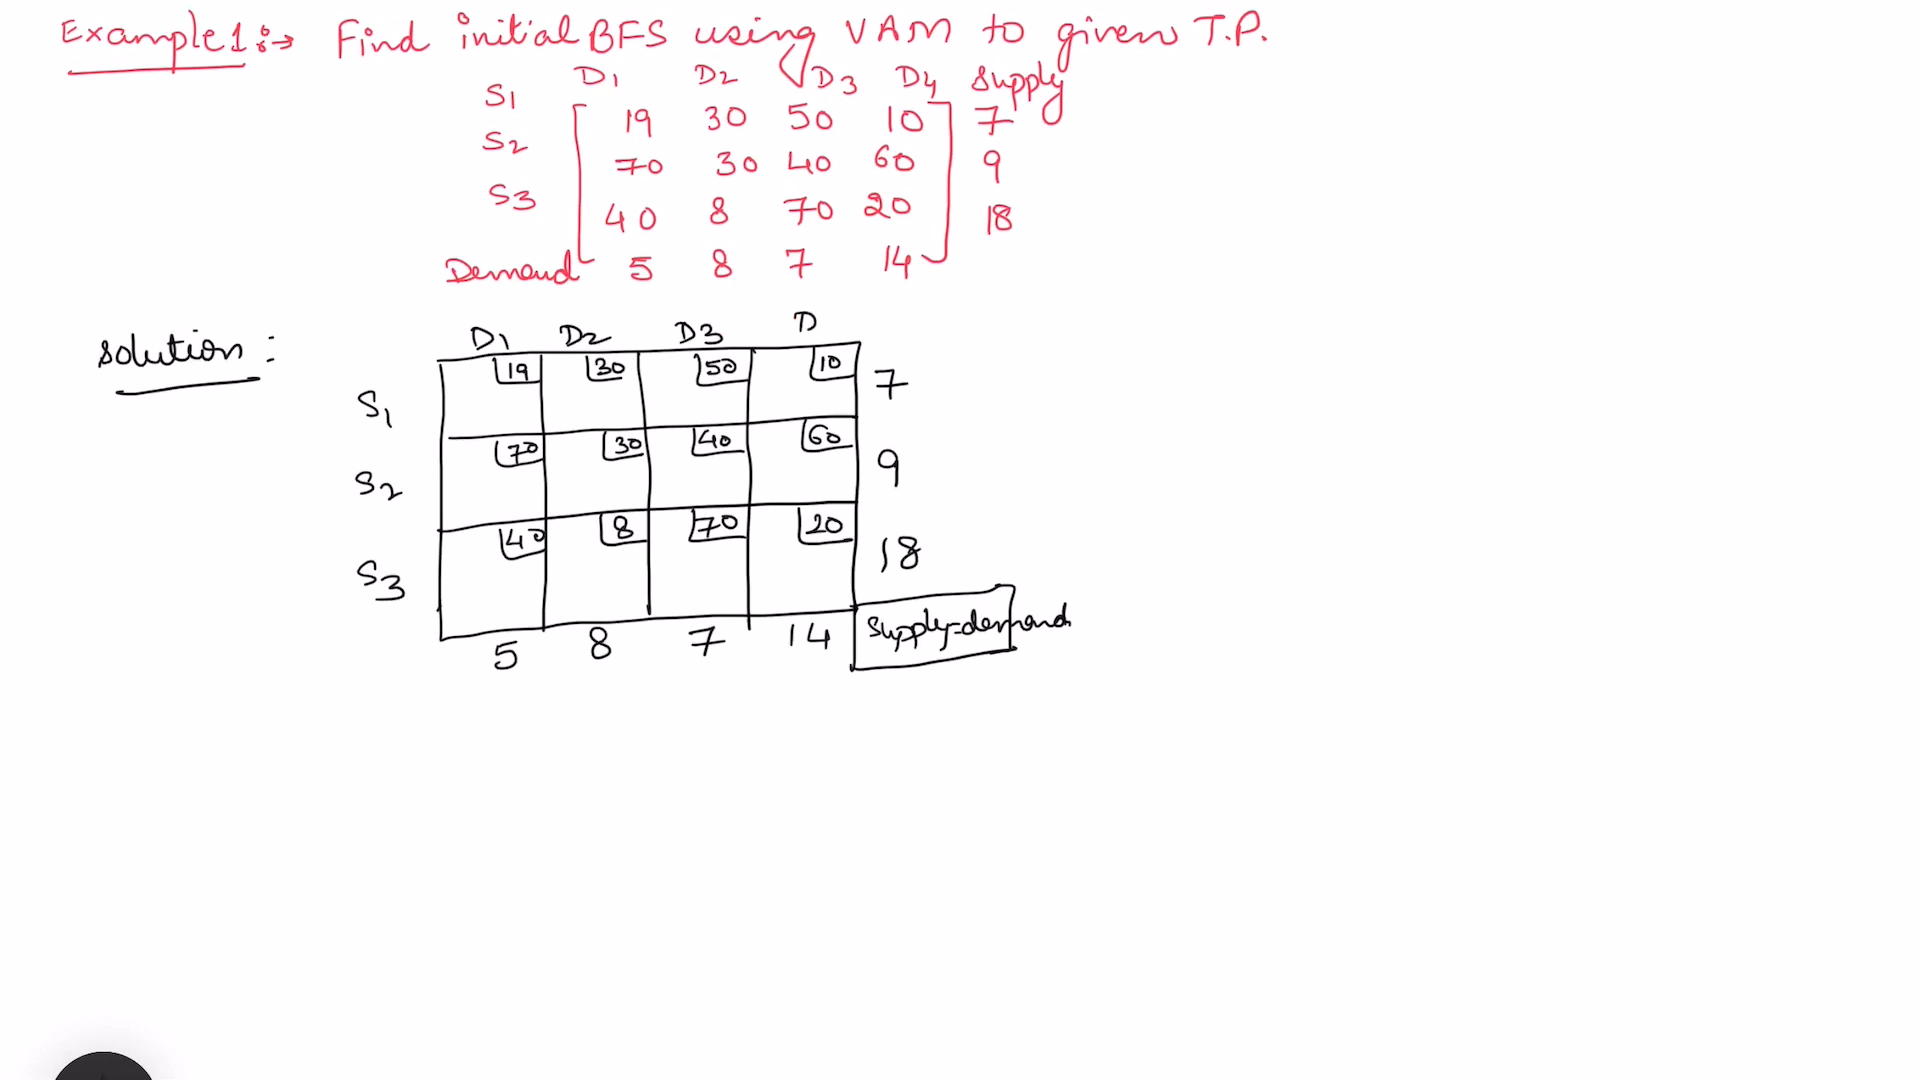 Example 1 :→ Find initial BFS using VAM to given T.P.
D1 D2 D3 D4 Supply
S1 19 30 50 10 7
S2 70 30 40 60 9
S3 40 8 70 20 18
Demand 5 8 7 14
Solution :
D1 D2 D3 D
S1 19 30 50 10 7
S2 70 30 40 60 9
S3 40 8 70 20 18
5 8 7 14 Supply=demand